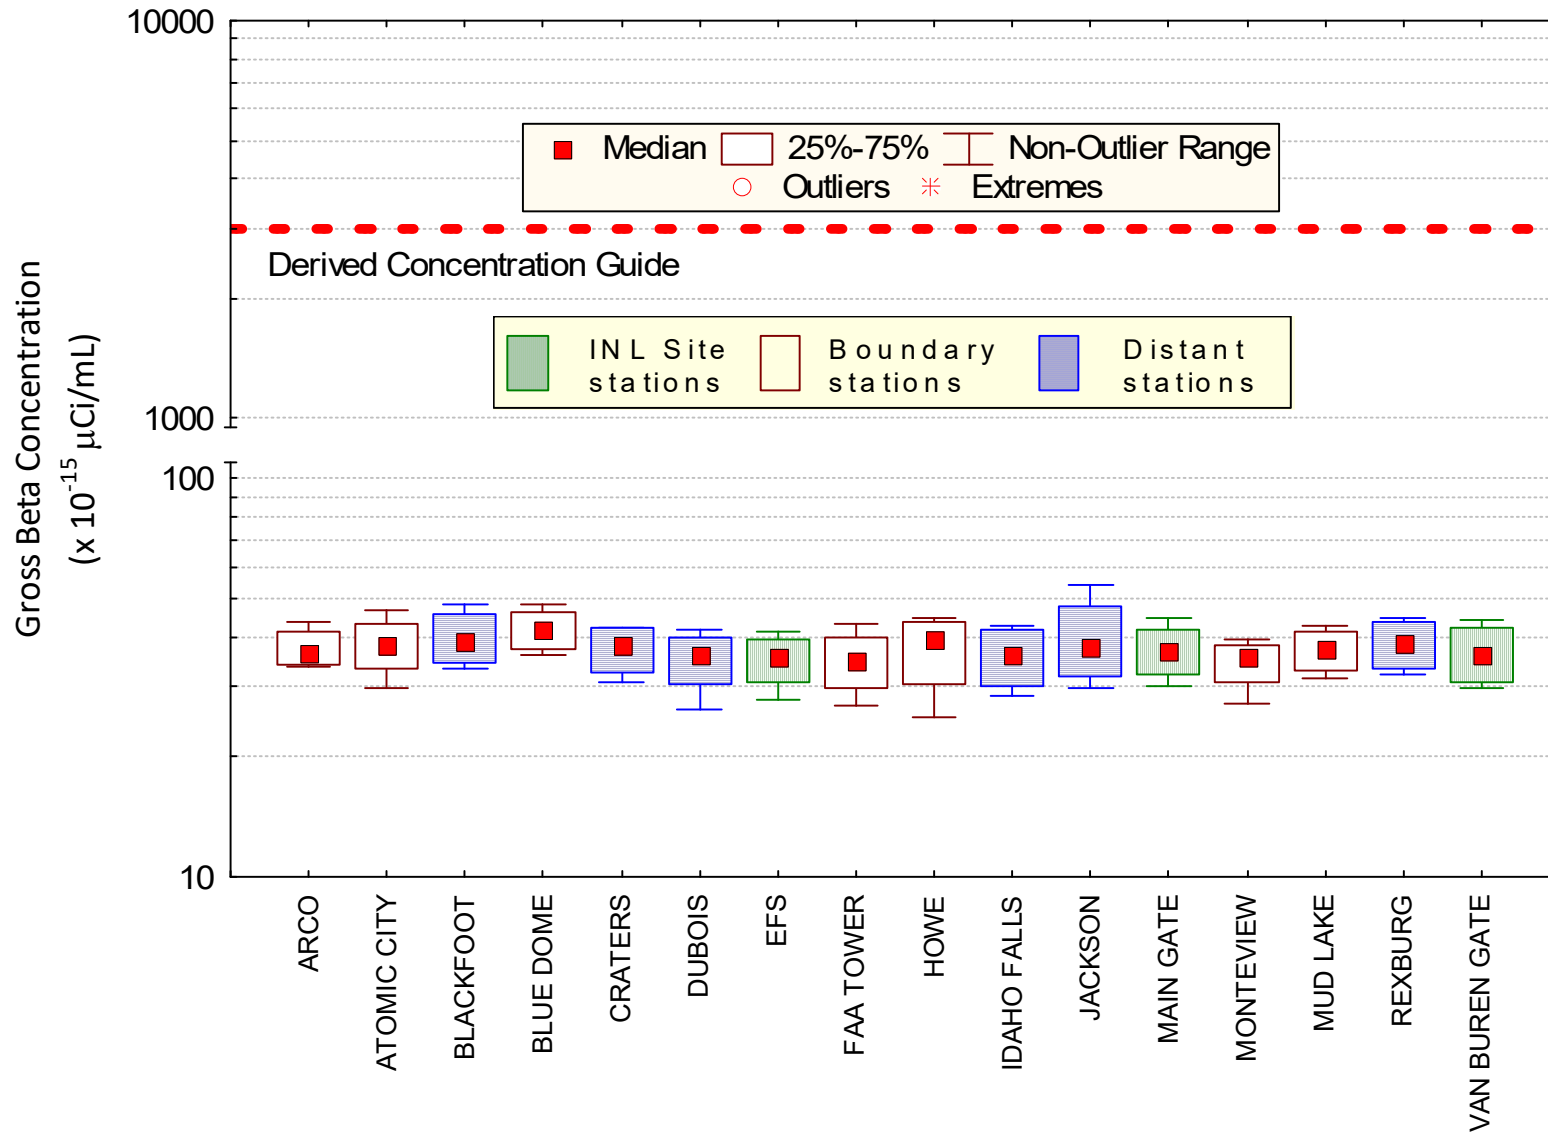 10000
Median 25%-75% Non-Outlier Range
Outliers Extremes
Derived Concentration Guide
INL Site stations
Boundary stations
Distant stations
1000
100
10
Gross Beta Concentration
(x 10⁻¹⁵ µCi/mL)
ARCO
ATOMIC CITY
BLACKFOOT
BLUE DOME
CRATERS
DUBOIS
EFS
FAA TOWER
HOWE
IDAHO FALLS
JACKSON
MAIN GATE
MONTEVIEW
MUD LAKE
REXBURG
VAN BUREN GATE